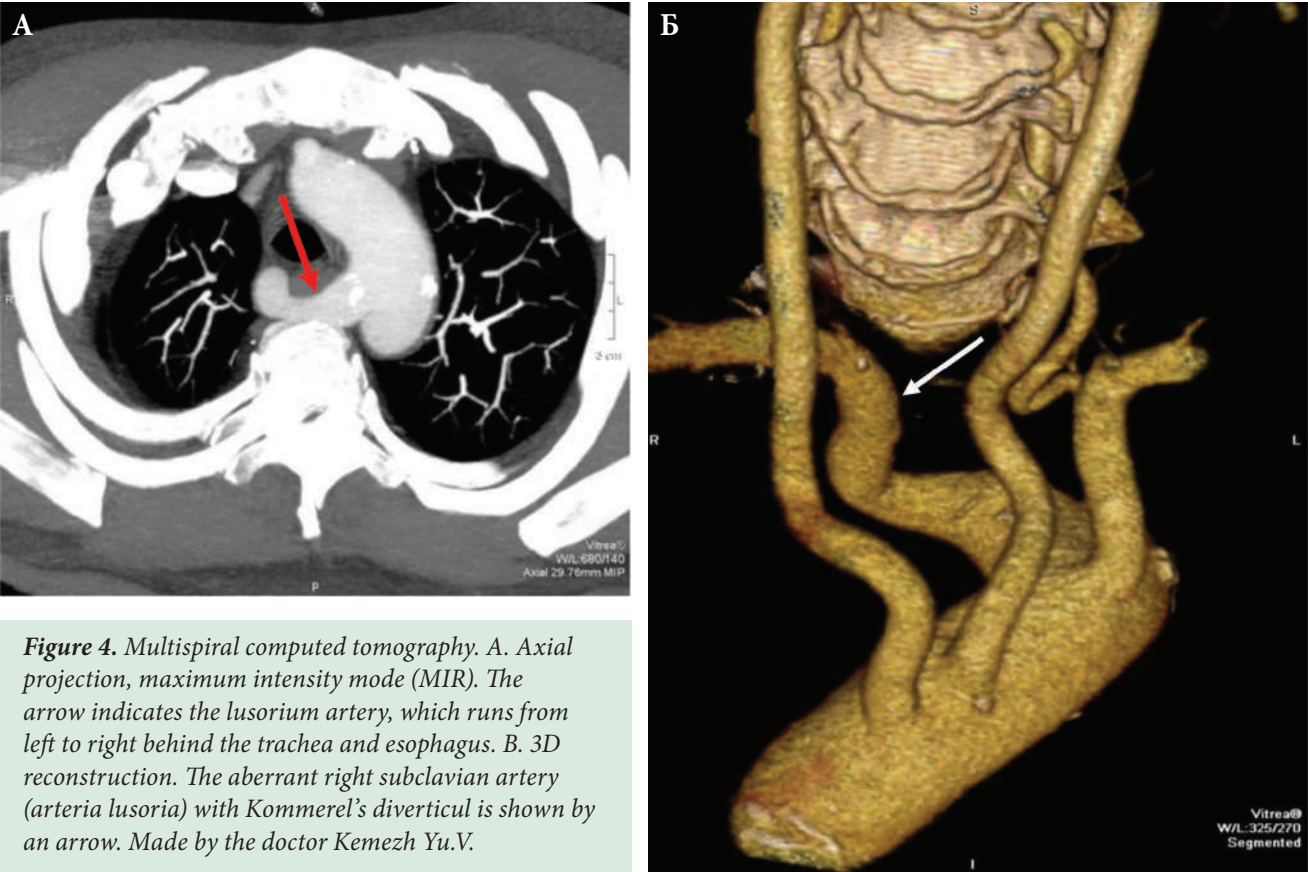 А
A
R
L
3 cm
Vitrea®
W/L:680/140
Axial 29.76mm MIP
P
Figure 4. Multispiral computed tomography. A. Axial
projection, maximum intensity mode (MIR). The
arrow indicates the lusorium artery, which runs from
left to right behind the trachea and esophagus. B. 3D
reconstruction. The aberrant right subclavian artery
(arteria lusoria) with Kommerel’s diverticul is shown by
an arrow. Made by the doctor Kemezh Yu.V.
Б
S
R
L
Vitrea®
W/L:325/270
Segmented
I